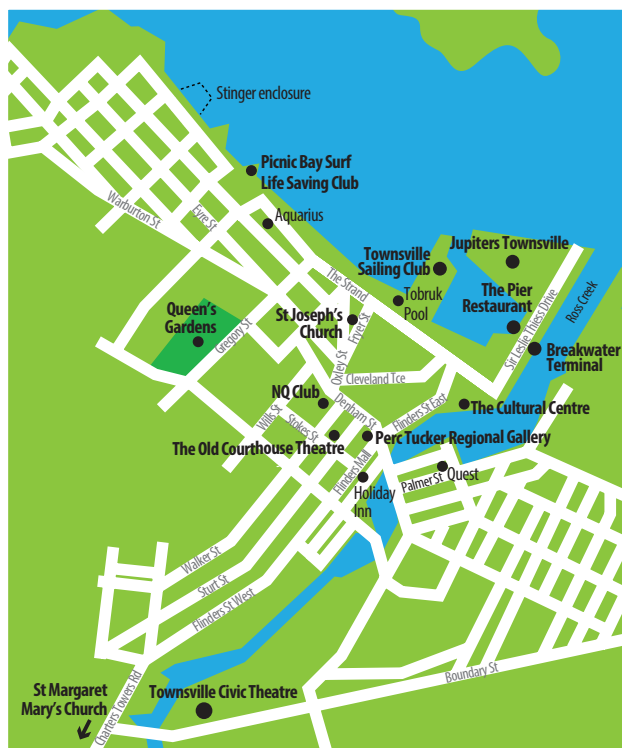 Stinger enclosure
Picnic Bay Surf
Life Saving Club
Warburton St
Eyre St
Aquarius
Townsville
Sailing Club
Jupiters Townsville
The Strand
Tobruk
Pool
The Pier
Restaurant
Sir Leslie Thiess Drive
Ross Creek
Queen's
Gardens
Gregory St
St Joseph's
Church
Fryer St
Oxley St
Breakwater
Terminal
Cleveland Tce
NQ Club
Denham St
Flinders St East
The Cultural Centre
Wills St
Stokes St
The Old Courthouse Theatre
Perc Tucker Regional Gallery
Flinders Mall
Holiday
Inn
Palmer St
Quest
Walker St
Sturt St
Flinders St West
Boundary St
St Margaret
Mary's Church
Charters Towers Rd
Townsville Civic Theatre